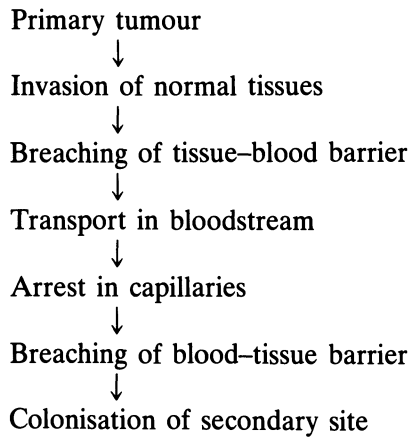 Primary tumour
↓
Invasion of normal tissues
↓
Breaching of tissue–blood barrier
↓
Transport in bloodstream
↓
Arrest in capillaries
↓
Breaching of blood–tissue barrier
↓
Colonisation of secondary site